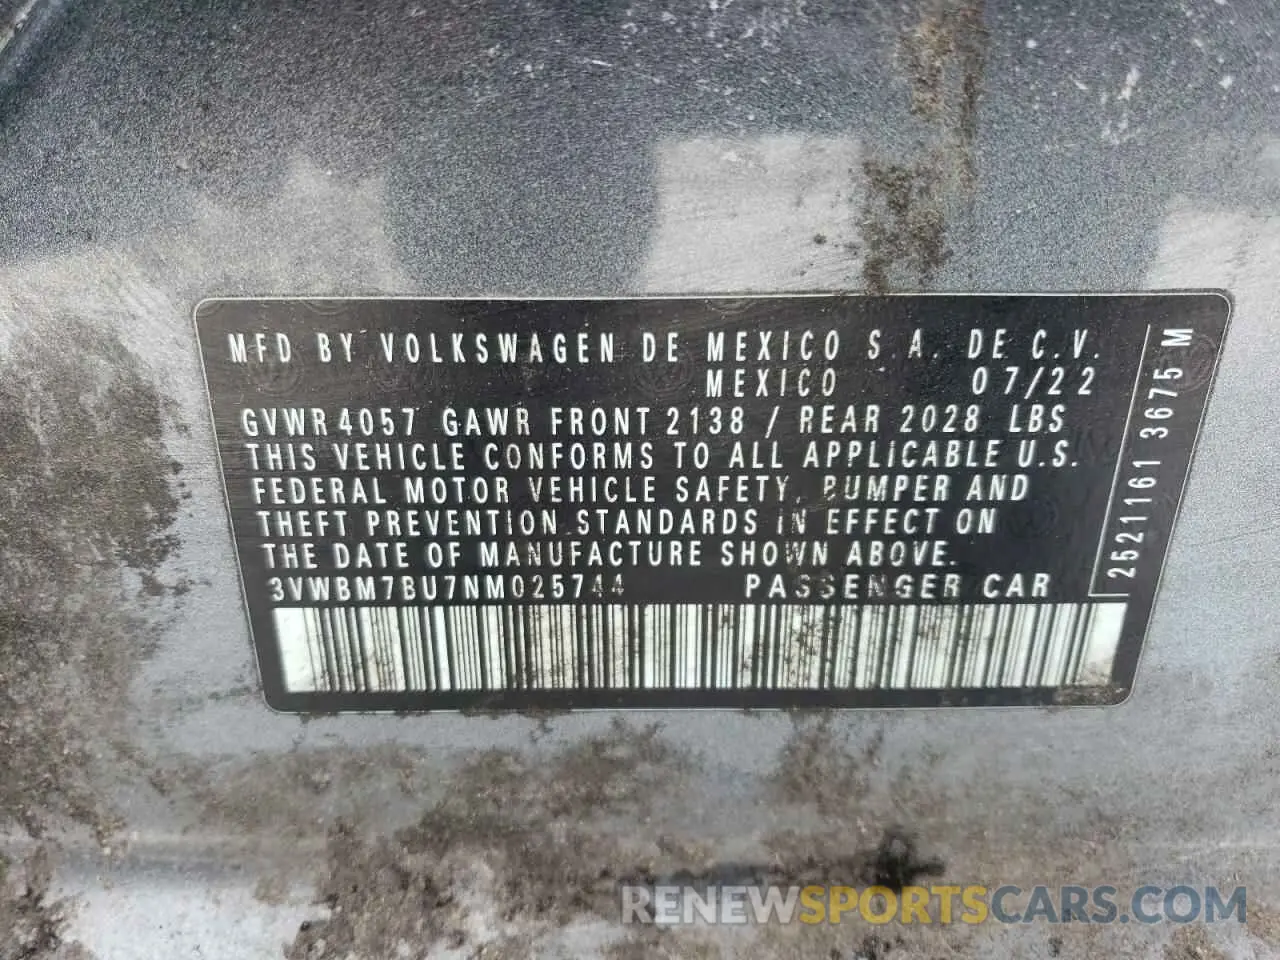 MFD BY VOLKSWAGEN DE MEXICO S.A. DE C.V.
MEXICO 07/22
GVWR 4057 GAWR FRONT 2138 / REAR 2028 LBS
THIS VEHICLE CONFORMS TO ALL APPLICABLE U.S.
FEDERAL MOTOR VEHICLE SAFETY, BUMPER AND
THEFT PREVENTION STANDARDS IN EFFECT ON
THE DATE OF MANUFACTURE SHOWN ABOVE.
3VWBM7BU7NM025744 PASSENGER CAR
2521161 3675 M
RENEWSPORTSCARS.COM